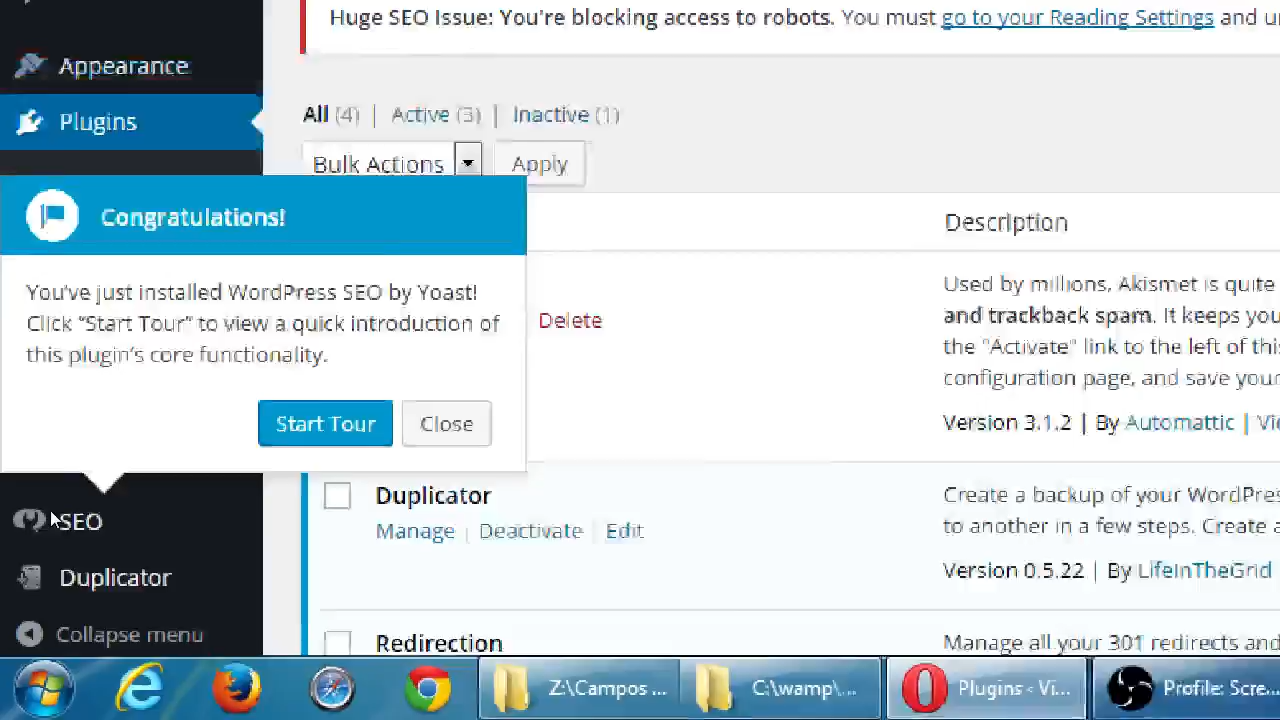 Huge SEO Issue: You're blocking access to robots. You must go to your Reading Settings and
Appearance
Plugins
All (4) | Active (3) | Inactive (1)
Bulk Actions
Apply
Congratulations!
You've just installed WordPress SEO by Yoast!
Click “Start Tour” to view a quick introduction of
this plugin's core functionality.
Start Tour
Close
Description
Delete
Used by millions, Akismet is quite
and trackback spam. It keeps you
the "Activate" link to the left of this
configuration page, and save your
Version 3.1.2 | By Automattic |
SEO
Duplicator
Collapse menu
Duplicator
Manage | Deactivate | Edit
Create a backup of your WordPres
to another in a few steps. Create a
Version 0.5.22 | By LifeInTheGrid
Redirection
Manage all your 301 redirects and
Z:\Campos ...
C:\wamp\...
Plugins ‹ Vi...
Profile: Scre...